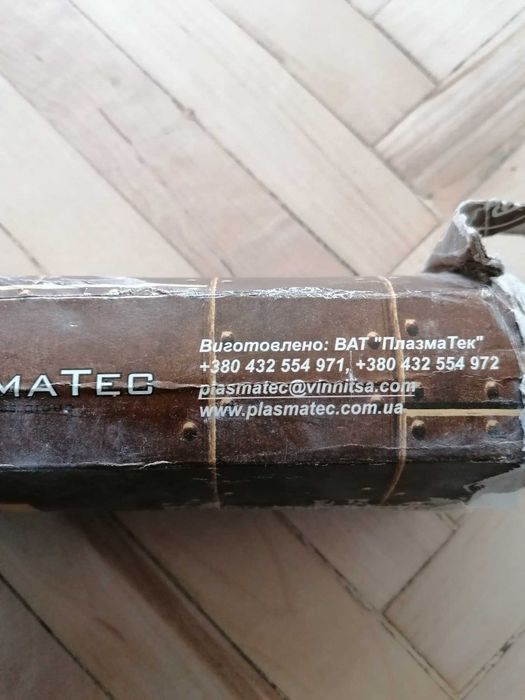 Виготовлено: ВАТ "ПлазмаТек"
+380 432 554 971, +380 432 554 972
plasmatec@vinnitsa.com
www.plasmatec.com.ua
maTec